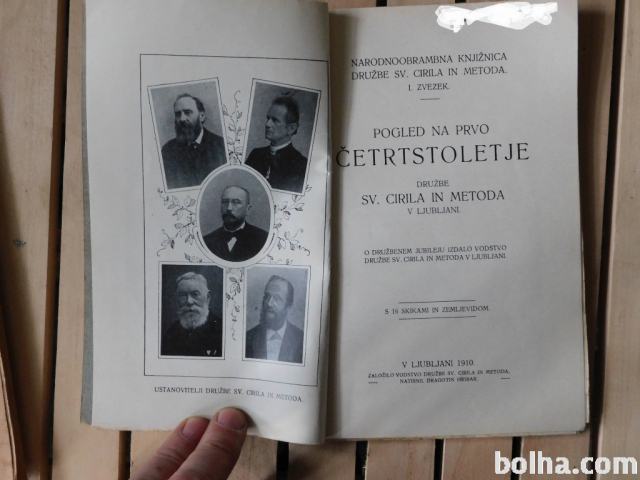 USTANOVITELJI DRUŽBE SV. CIRILA IN METODA.
NARODNOOBRAMBNA KNJIŽNICA
DRUŽBE SV. CIRILA IN METODA.
I. ZVEZEK.
POGLED NA PRVO
ČETRTSTOLETJE
DRUŽBE
SV. CIRILA IN METODA
V LJUBLJANI.
O DRUŽBENEM JUBILEJU IZDALO VODSTVO
DRUŽBE SV. CIRILA IN METODA V LJUBLJANI
S 16 SKIKAMI IN ZEMLJEVIDOM.
V LJUBLJANI 1910.
ZALOŽILO VODSTVO DRUŽBE SV. CIRILA IN METODA,
NATISNIL DRAGOTIN HRIBAR.
bolha.com